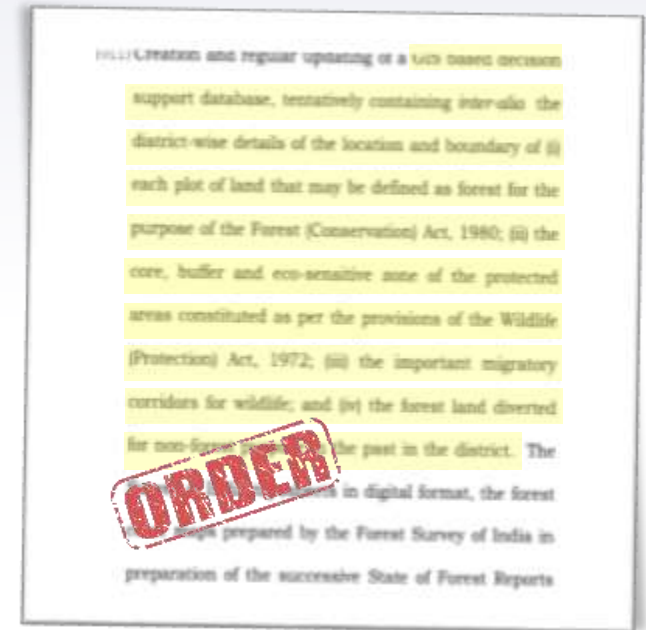 Creation and regular updating of a GIS based decision
support database, tentatively containing inter-alia the
district-wise details of the location and boundary of (i)
each plot of land that may be defined as forest for the
purpose of the Forest (Conservation) Act, 1980; (ii) the
core, buffer and eco-sensitive zone of the protected
areas constituted as per the provisions of the Wildlife
(Protection) Act, 1972; (iii) the important migratory
corridors for wildlife; and (iv) the forest land diverted
for non-forest the past in the district. The
in digital format, the forest
maps prepared by the Forest Survey of India in
preparation of the successive State of Forest Reports
ORDER